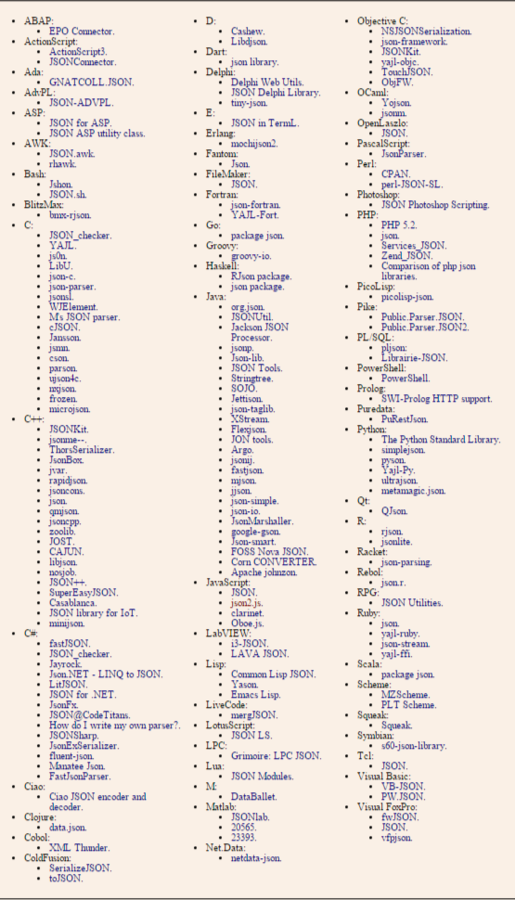 ABAP:
EPO Connector.
ActionScript:
ActionScript3.
JSONConnector.
Ada:
GNATCOLL.JSON.
AdvPL:
JSON-ADVPL.
ASP:
JSON for ASP.
JSON ASP utility class.
AWK:
JSON.awk.
rhawk.
Bash:
Jshon.
JSON.sh.
BlitzMax:
bmx-rjson.
C:
JSON_checker.
YAJL.
js0n.
LibU.
json-c.
json-parser.
jsonsl.
WJElement.
M's JSON parser.
cJSON.
Jansson.
jsmn.
cson.
parson.
ujson4c.
nxjson.
frozen.
microjson.
C++:
JSONKit.
jsonme--.
ThorsSerializer.
JsonBox.
jvar.
rapidjson.
jsoncons.
json.
qmjson.
jsoncpp.
zoolib.
JOST.
CAJUN.
libjson.
nosjob.
JSON++.
SuperEasyJSON.
Casablanca.
JSON library for IoT.
minijson.
C#:
fastJSON.
JSON_checker.
Jayrock.
Json.NET - LINQ to JSON.
LitJSON.
JSON for .NET.
JsonFx.
JSON@CodeTitans.
How do I write my own parser?.
JSONSharp.
JsonExSerializer.
fluent-json.
Manatee Json.
FastJsonParser.
Ciao:
Ciao JSON encoder and
decoder.
Clojure:
data.json.
Cobol:
XML Thunder.
ColdFusion:
SerializeJSON.
toJSON.
D:
Cashew.
Libdjson.
Dart:
json library.
Delphi:
Delphi Web Utils.
JSON Delphi Library.
tiny-json.
E:
JSON in TermL.
Erlang:
mochijson2.
Fantom:
Json.
FileMaker:
JSON.
Fortran:
json-fortran.
YAJL-Fort.
Go:
package json.
Groovy:
groovy-io.
Haskell:
RJson package.
json package.
Java:
org.json.
JSONUtil.
Jackson JSON
Processor.
jsonp.
Json-lib.
JSON Tools.
Stringtree.
SOJO.
Jettison.
json-taglib.
XStream.
Flexjson.
JON tools.
Argo.
jsonij.
fastjson.
mjson.
jjson.
json-simple.
json-io.
JsonMarshaller.
google-gson.
Json-smart.
FOSS Nova JSON.
Corn CONVERTER.
Apache johnzon.
JavaScript:
JSON.
json2.js.
clarinet.
Oboe.js.
LabVIEW:
i3-JSON.
LAVA JSON.
Lisp:
Common Lisp JSON.
Yason.
Emacs Lisp.
LiveCode:
mergJSON.
LotusScript:
JSON LS.
LPC:
Grimoire: LPC JSON.
Lua:
JSON Modules.
M:
DataBallet.
Matlab:
JSONlab.
20565.
23393.
Net.Data:
netdata-json.
Objective C:
NSJSONSerialization.
json-framework.
JSONKit.
yajl-objc.
TouchJSON.
ObjFW.
OCaml:
Yojson.
jsonm.
OpenLaszlo:
JSON.
PascalScript:
JsonParser.
Perl:
CPAN.
perl-JSON-SL.
Photoshop:
JSON Photoshop Scripting.
PHP:
PHP 5.2.
json.
Services_JSON.
Zend_JSON.
Comparison of php json
libraries.
PicoLisp:
picolisp-json.
Pike:
Public.Parser.JSON.
Public.Parser.JSON2.
PL/SQL:
pljson.
Librairie-JSON.
PowerShell:
PowerShell.
Prolog:
SWI-Prolog HTTP support.
Puredata:
PuRestJson.
Python:
The Python Standard Library.
simplejson.
pyson.
Yajl-Py.
ultrajson.
metamagic.json.
Qt:
QJson.
R:
rjson.
jsonlite.
Racket:
json-parsing.
Rebol:
json.r.
RPG:
JSON Utilities.
Ruby:
json.
yajl-ruby.
json-stream.
yajl-ffi.
Scala:
package json.
Scheme:
MZScheme.
PLT Scheme.
Squeak:
Squeak.
Symbian:
s60-json-library.
Tcl:
JSON.
Visual Basic:
VB-JSON.
PW.JSON.
Visual FoxPro:
fwJSON.
JSON.
vfpjson.